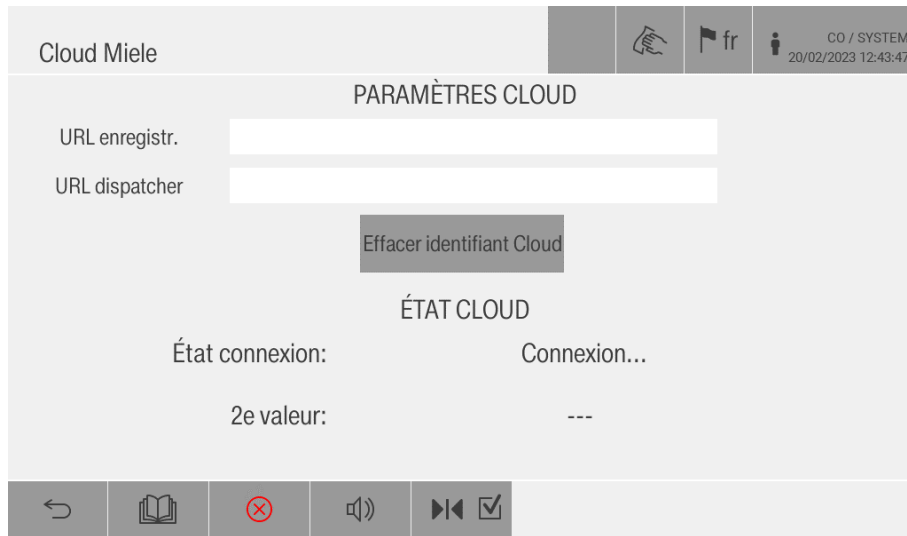 Cloud Miele
fr
CO / SYSTEM
20/02/2023 12:43:47
PARAMÈTRES CLOUD
URL enregistr.
URL dispatcher
Effacer identifiant Cloud
ÉTAT CLOUD
État connexion: Connexion...
2e valeur: ---